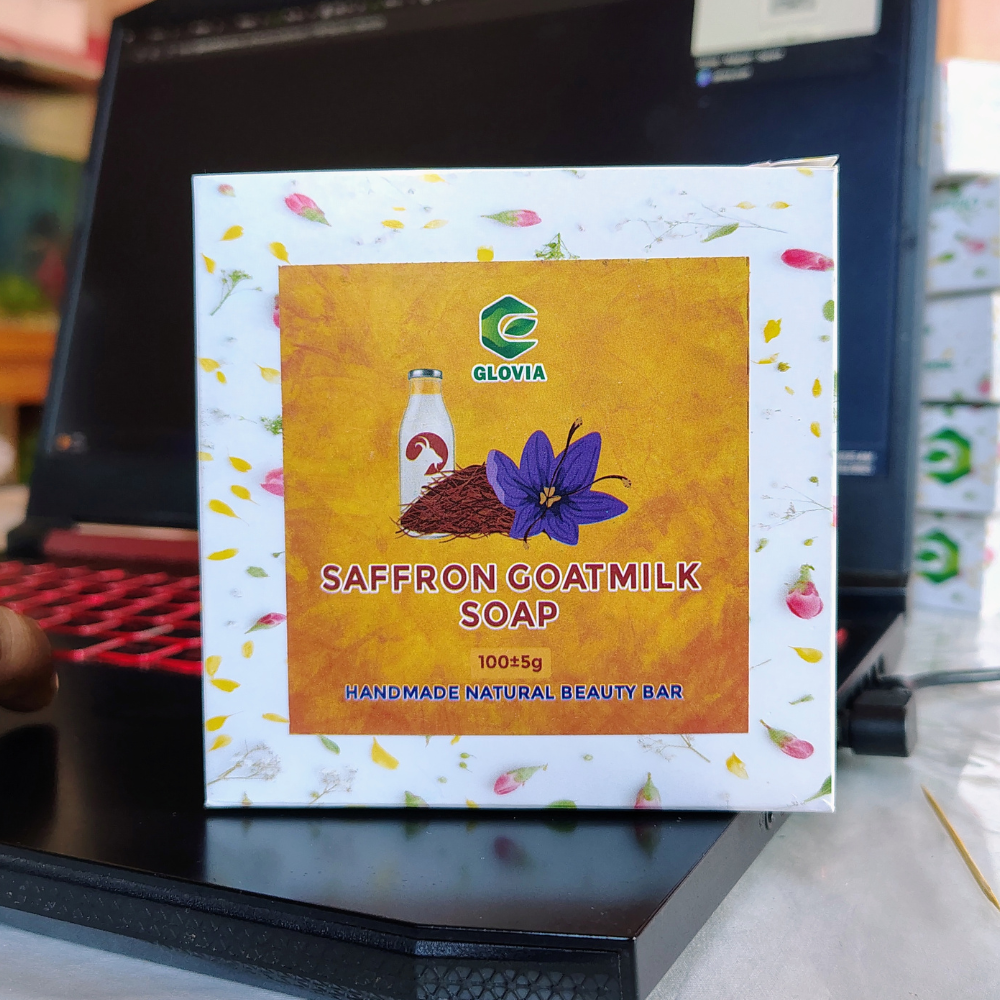 GLOVIA
SAFFRON GOATMILK
SOAP
100±5g
HANDMADE NATURAL BEAUTY BAR